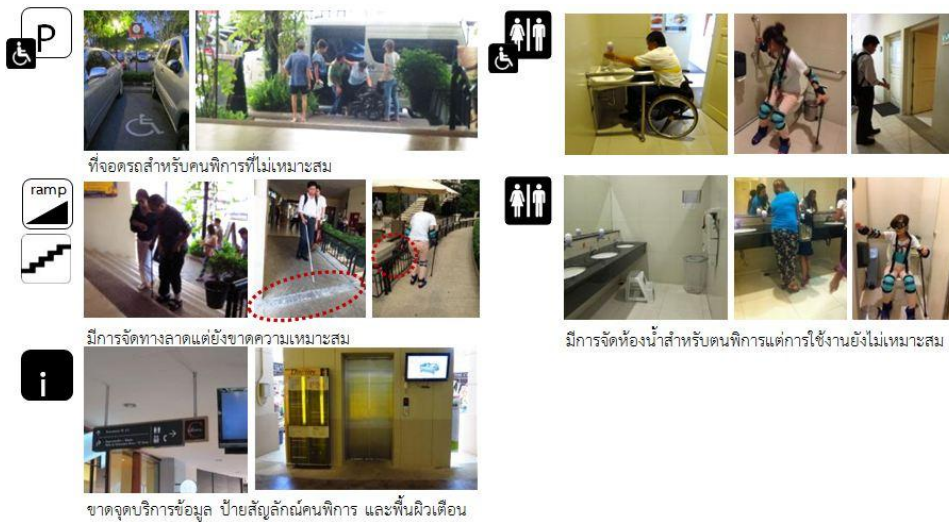 P
ที่จอดรถสำหรับคนพิการที่ไม่เหมาะสม
ramp
มีการจัดทางลาดแต่ยังขาดความเหมาะสม
i
ขาดจุดบริการข้อมูล ป้ายสัญลักษณ์คนพิการ และพื้นผิวเตือน
มีการจัดห้องน้ำสำหรับตนพิการแต่การใช้งานยังไม่เหมาะสม